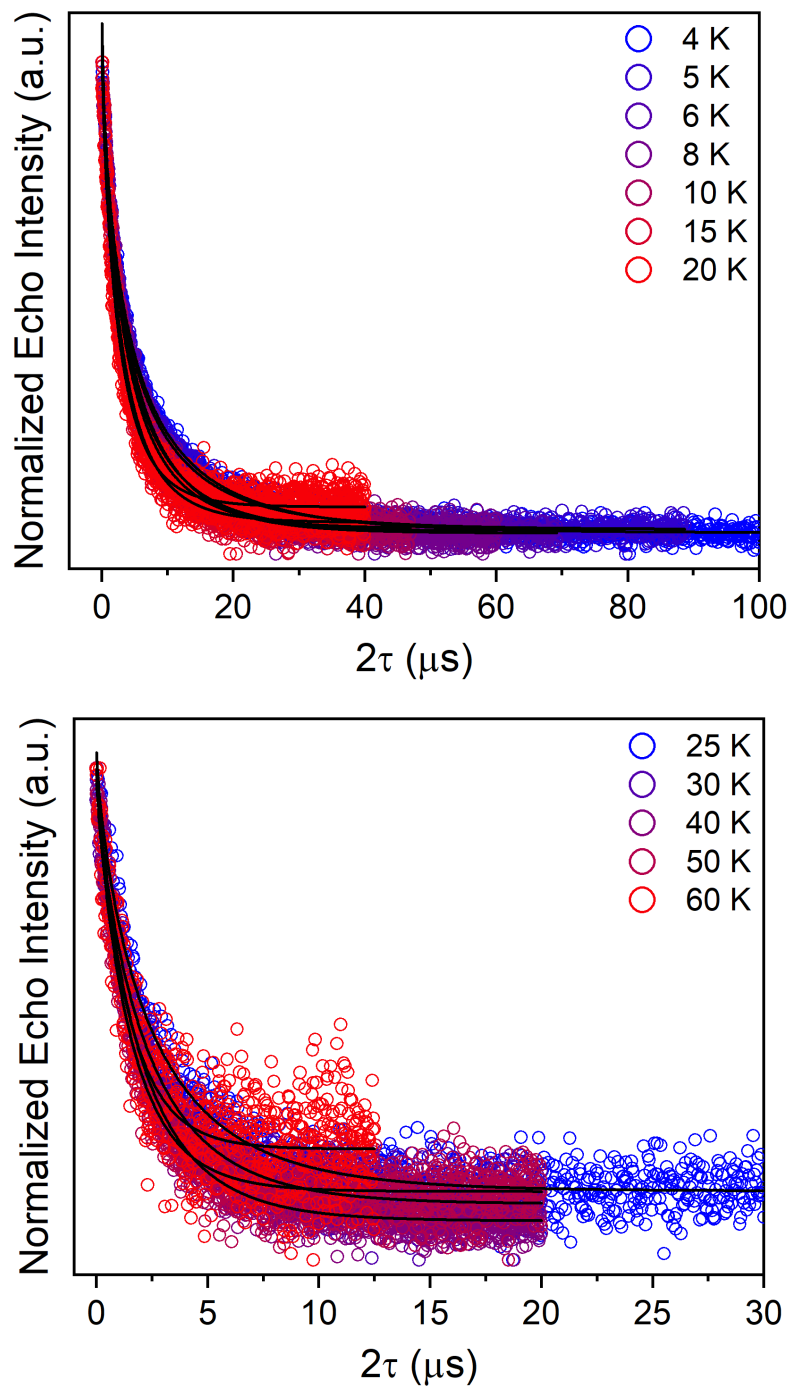 Normalized Echo Intensity (a.u.)
4 K
5 K
6 K
8 K
10 K
15 K
20 K
0 20 40 60 80 100
2τ (μs)
Normalized Echo Intensity (a.u.)
25 K
30 K
40 K
50 K
60 K
0 5 10 15 20 25 30
2τ (μs)